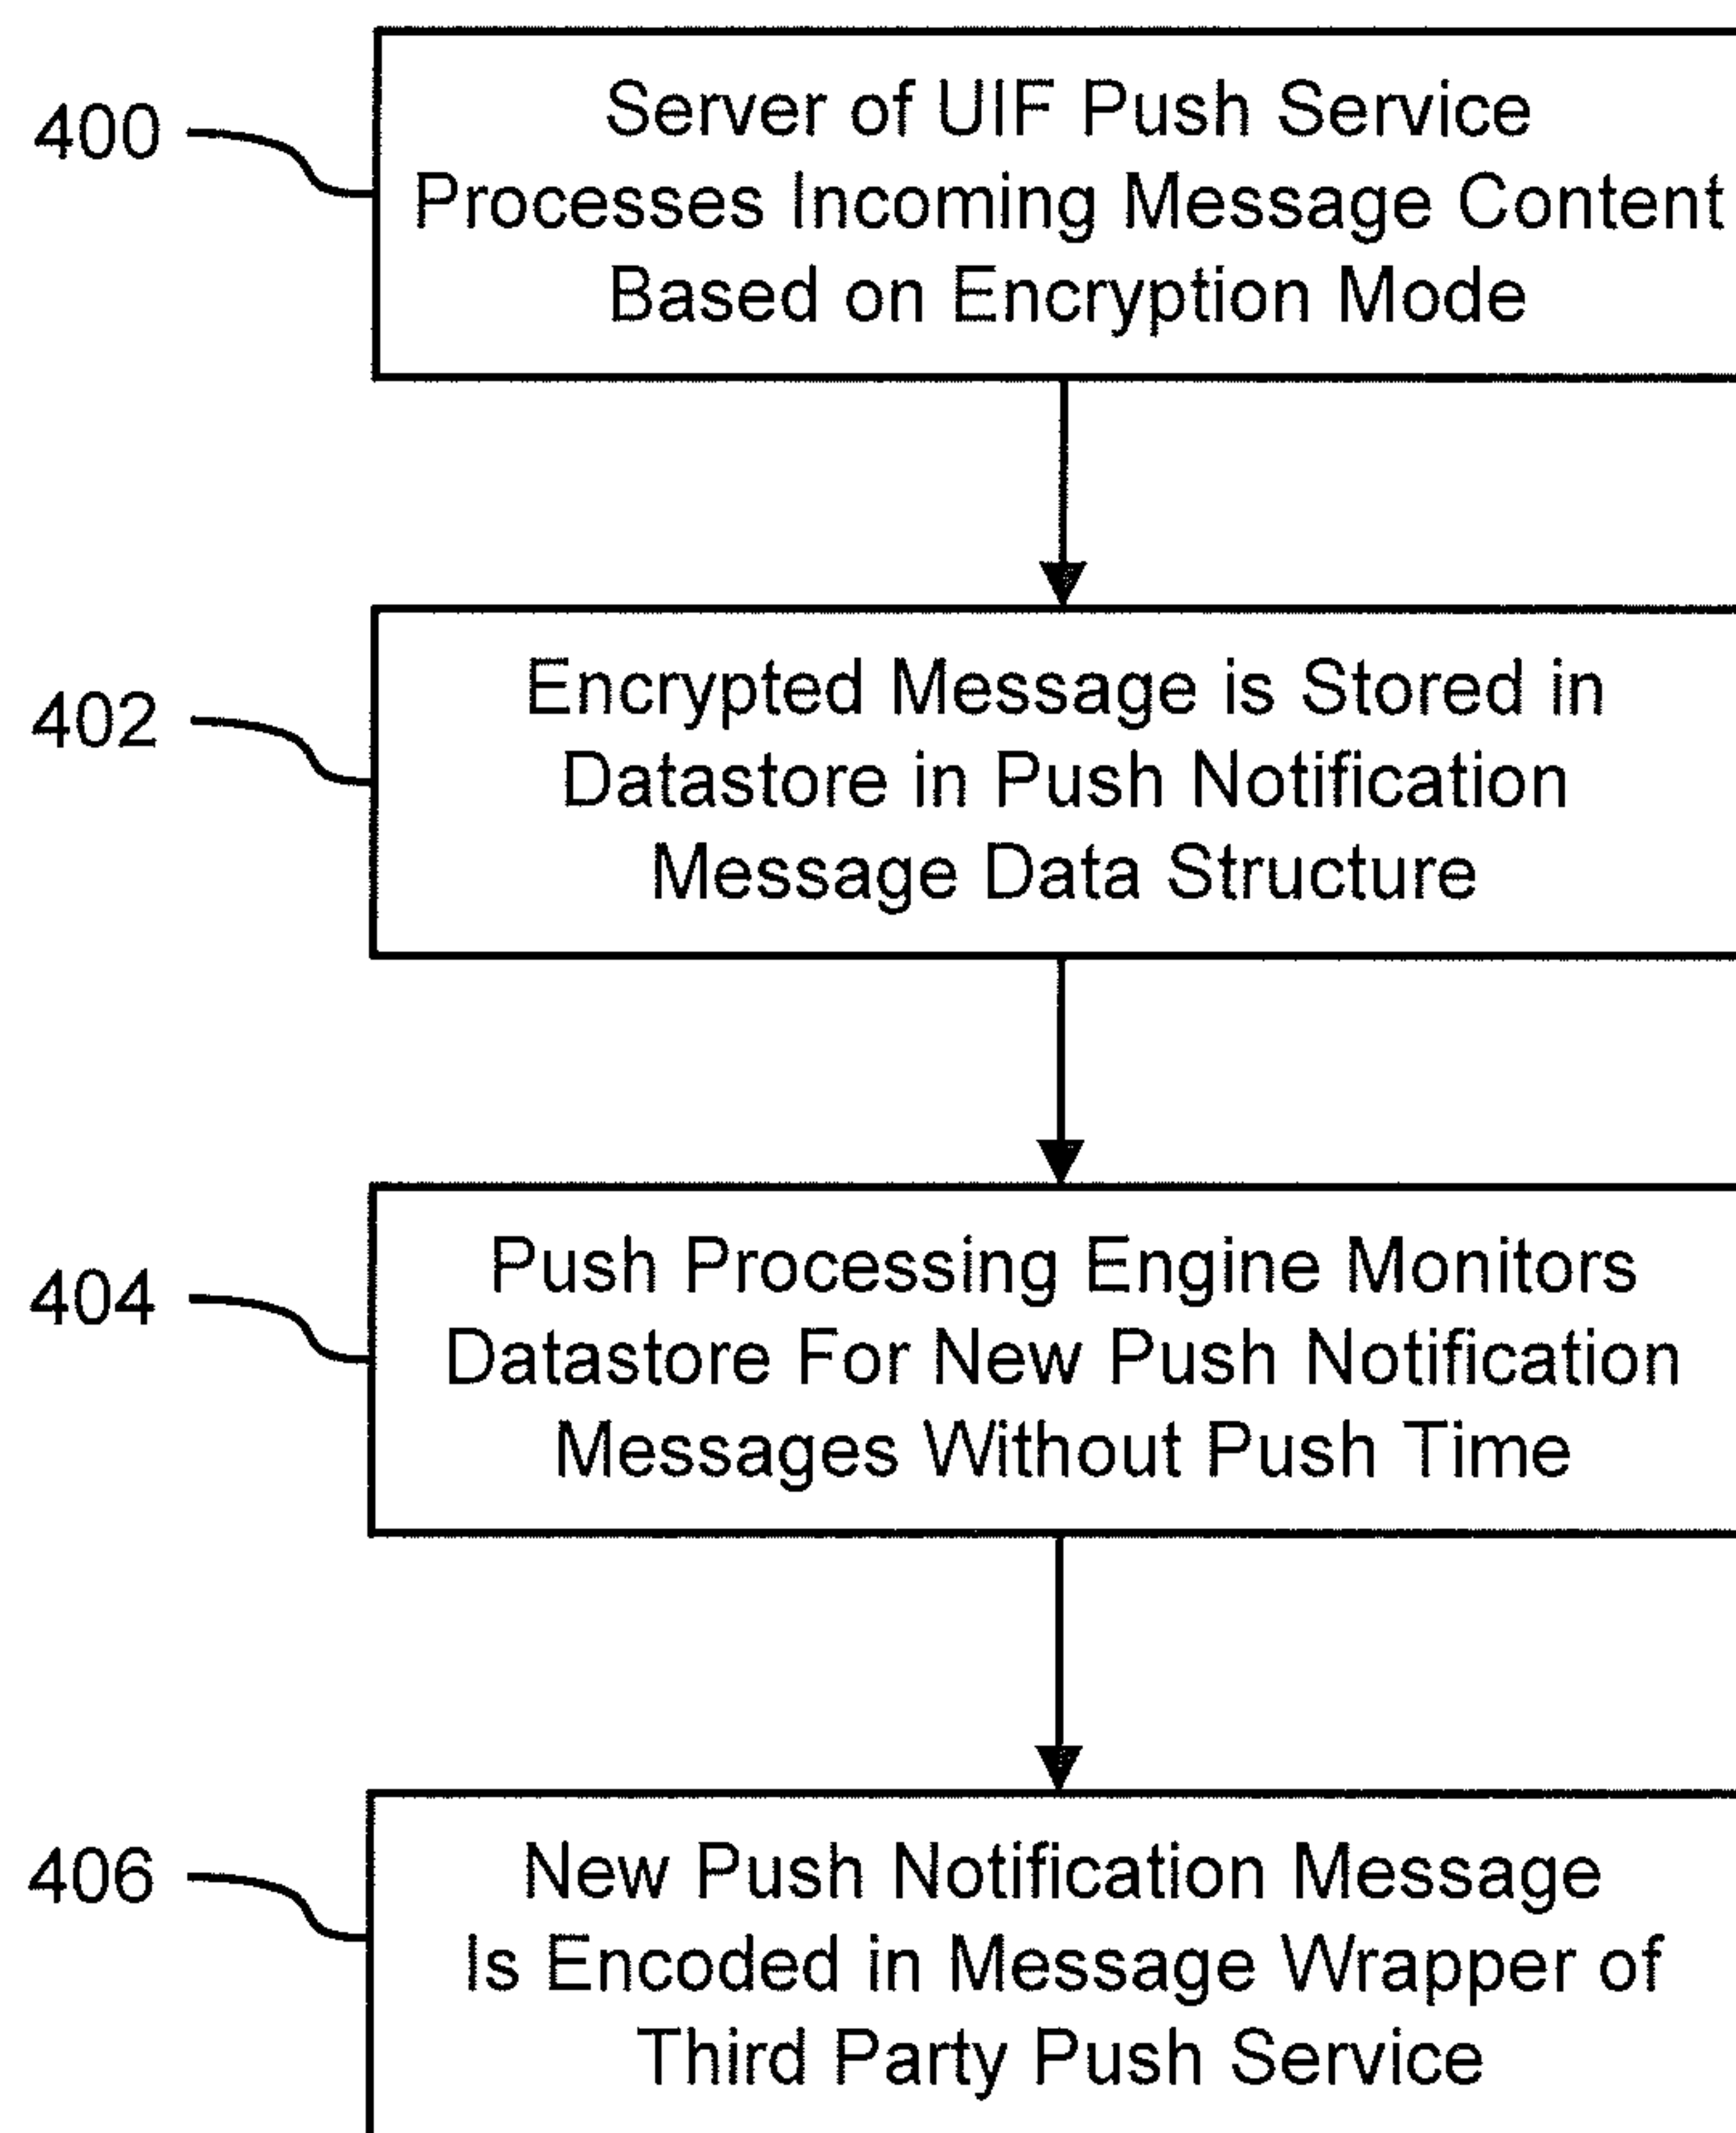 400
Server of UIF Push Service
Processes Incoming Message Content
Based on Encryption Mode
402
Encrypted Message is Stored in
Datastore in Push Notification
Message Data Structure
404
Push Processing Engine Monitors
Datastore For New Push Notification
Messages Without Push Time
406
New Push Notification Message
Is Encoded in Message Wrapper of
Third Party Push Service